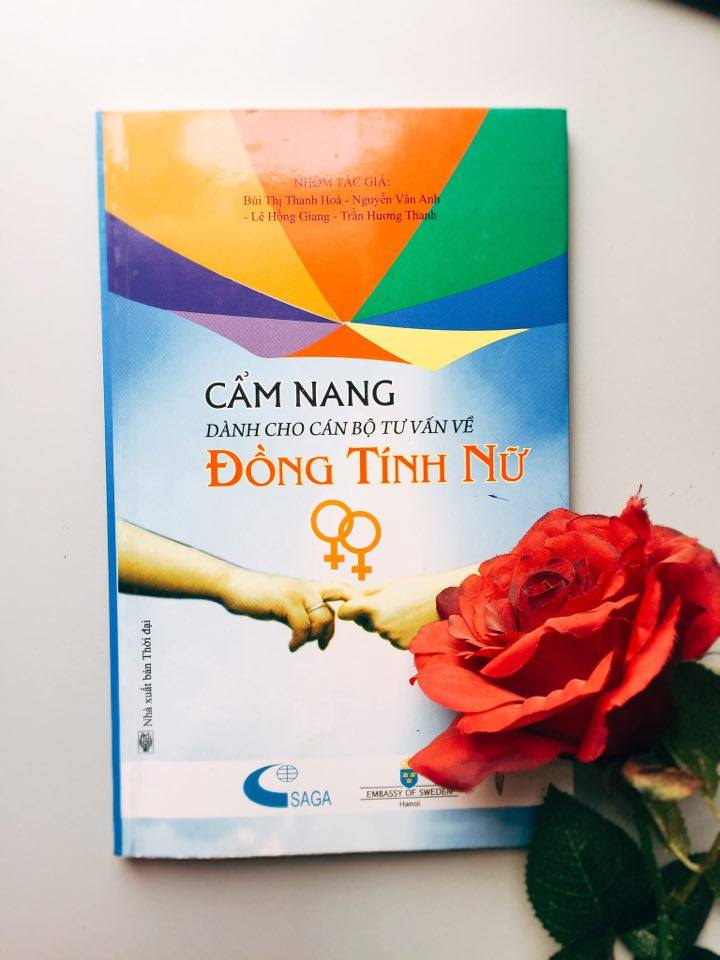 NHÓM TÁC GIẢ:
Bùi Thị Thanh Hoà - Nguyễn Vân Anh
- Lê Hồng Giang - Trần Hương Thanh
CẨM NANG
DÀNH CHO CÁN BỘ TƯ VẤN VỀ
ĐỒNG TÍNH NỮ
Nhà xuất bản Thời đại
SAGA
EMBASSY OF SWEDEN
Hanoi